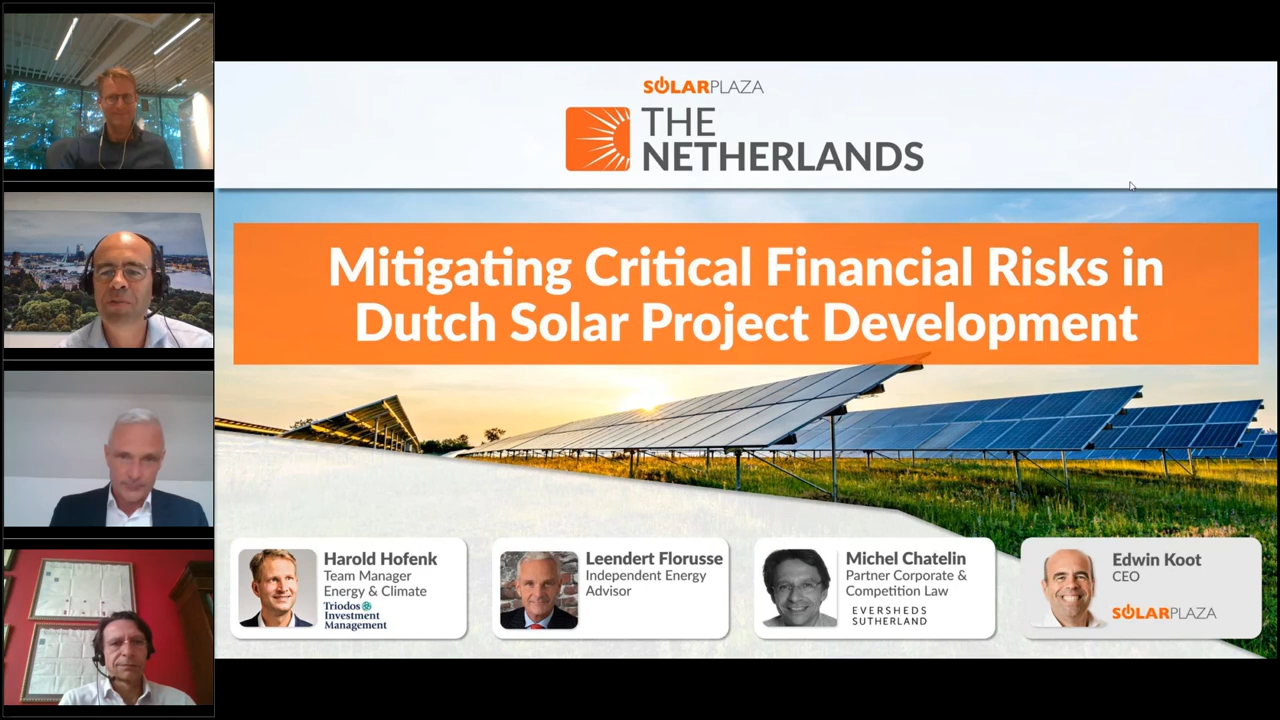 SOLARPLAZA
THE
NETHERLANDS
Mitigating Critical Financial Risks in
Dutch Solar Project Development
Harold Hofenk
Team Manager
Energy & Climate
Triodos
Investment
Management
Leendert Florusse
Independent Energy
Advisor
Michel Chatelin
Partner Corporate &
Competition Law
EVERSHEDS
SUTHERLAND
Edwin Koot
CEO
SOLARPLAZA